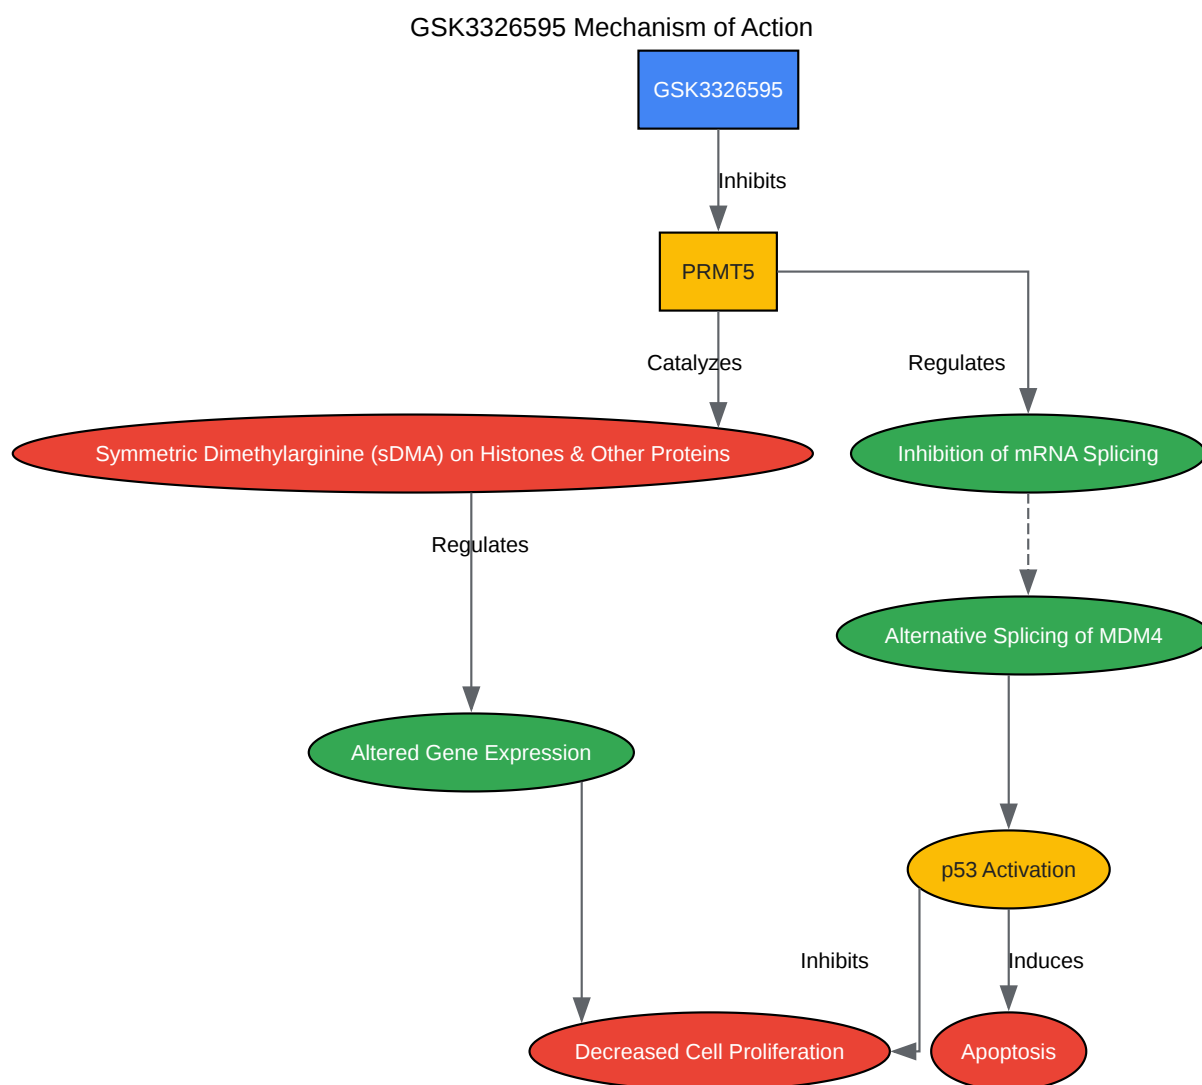 GSK3326595 Mechanism of Action
GSK3326595
Inhibits
PRMT5
Catalyzes
Regulates
Symmetric Dimethylarginine (sDMA) on Histones & Other Proteins
Inhibition of mRNA Splicing
Regulates
Alternative Splicing of MDM4
Altered Gene Expression
p53 Activation
Inhibits
Induces
Decreased Cell Proliferation
Apoptosis